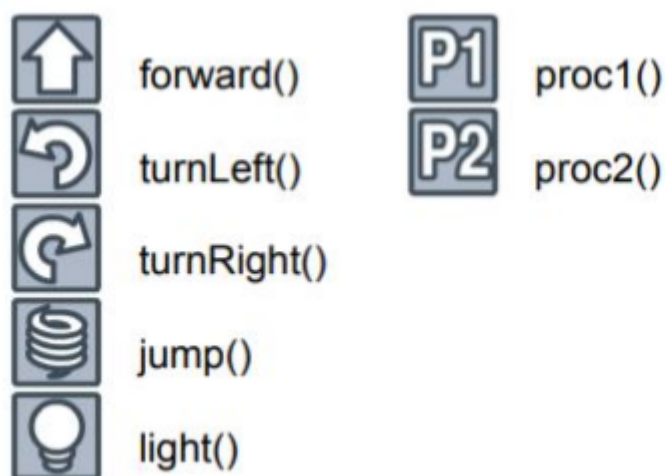 forward()
P1 proc1()
turnLeft()
P2 proc2()
turnRight()
jump()
light()